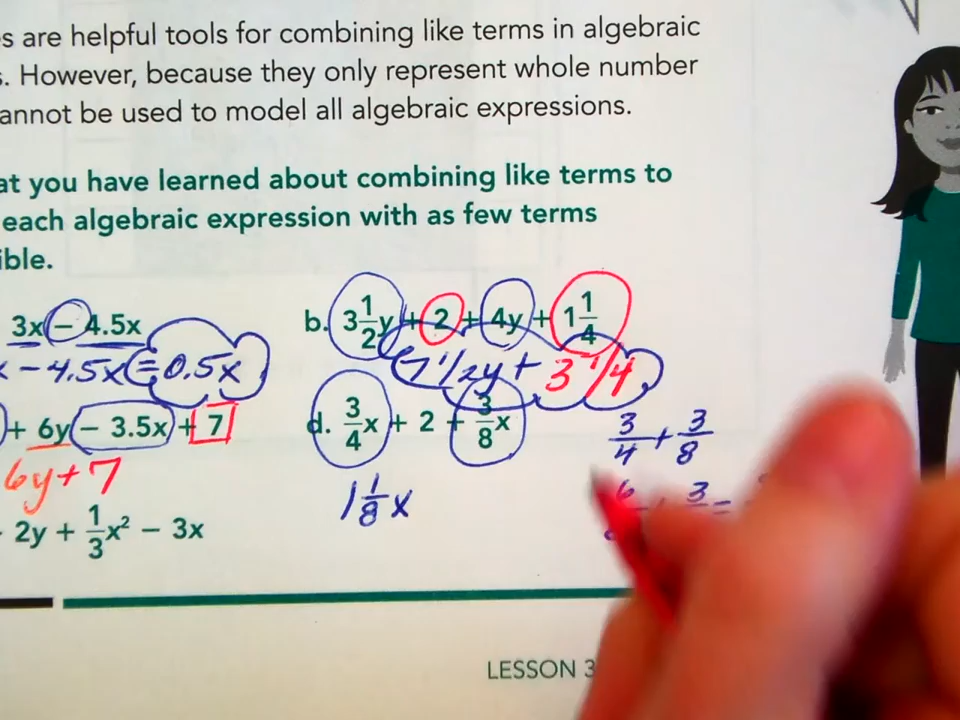 s are helpful tools for combining like terms in algebraic
s. However, because they only represent whole number
annot be used to model all algebraic expressions.
at you have learned about combining like terms to
each algebraic expression with as few terms
ible.
3x – 4.5x
x – 4.5x = 0.5x
b. 3 1/2 y + 2 + 4y + 1 1/4
7 1/2y + 3 1/4
+ 6y – 3.5x + 7
6y + 7
d. 3/4 x + 2 + 3/8 x
1 1/8 x
3/4 + 3/8
6 + 3 =
2y + 1/3 x² – 3x
LESSON 3